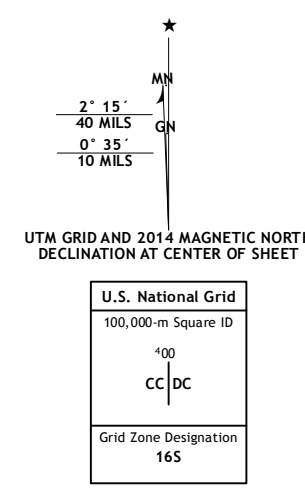 ★
MN
2° 15´
40 MILS
GN
0° 35´
10 MILS
UTM GRID AND 2014 MAGNETIC NORTH
DECLINATION AT CENTER OF SHEET
U.S. National Grid
100,000-m Square ID
⁴00
CC DC
Grid Zone Designation
16S